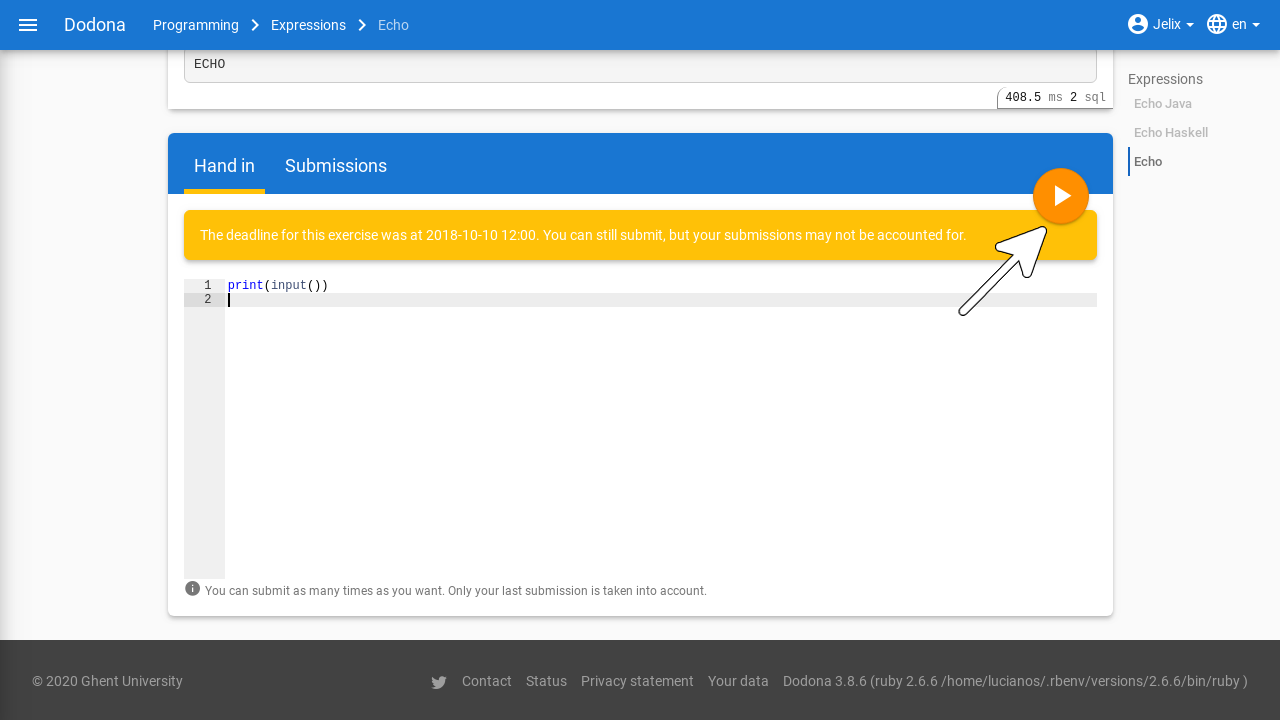 Dodona Programming Expressions Echo Jelix en
ECHO
408.5 ms 2 sql
Expressions
Echo Java
Echo Haskell
Echo
Hand in Submissions
The deadline for this exercise was at 2018-10-10 12:00. You can still submit, but your submissions may not be accounted for.
1 print(input())
2
You can submit as many times as you want. Only your last submission is taken into account.
© 2020 Ghent University Contact Status Privacy statement Your data Dodona 3.8.6 (ruby 2.6.6 /home/lucianos/.rbenv/versions/2.6.6/bin/ruby )